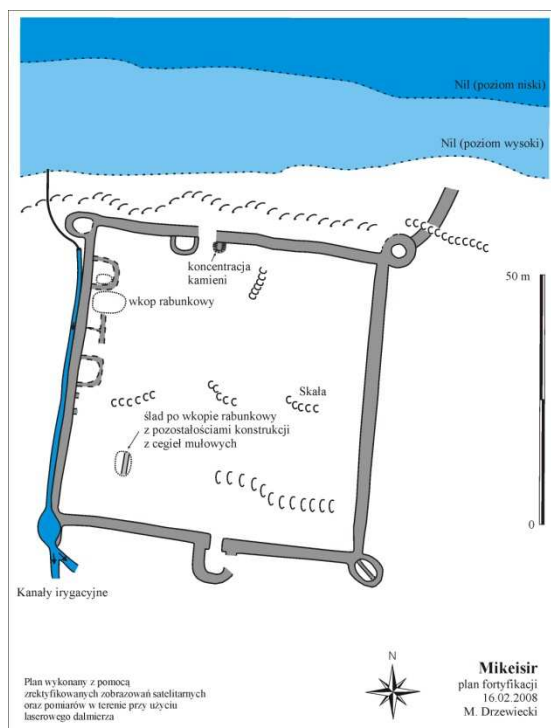 Nil (poziom niski)
Nil (poziom wysoki)
koncentracja
kamieni
50 m
wkop rabunkowy
Skała
ślad po wkopie rabunkowy
z pozostałościami konstrukcji
z cegieł mułowych
0
Kanały irygacyjne
N
Plan wykonany z pomocą
zrektyfikowanych zobrazowań satelitarnych
oraz pomiarów w terenie przy użyciu
laserowego dalmierza
Mikeisir
plan fortyfikacji
16.02.2008
M. Drzewiecki